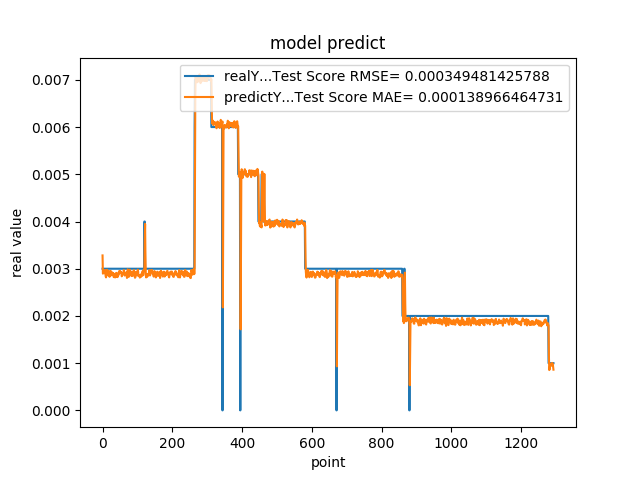 model predict
realY...Test Score RMSE= 0.000349481425788
predictY...Test Score MAE= 0.000138966464731
0.007
0.006
0.005
0.004
0.003
0.002
0.001
0.000
real value
0 200 400 600 800 1000 1200
point